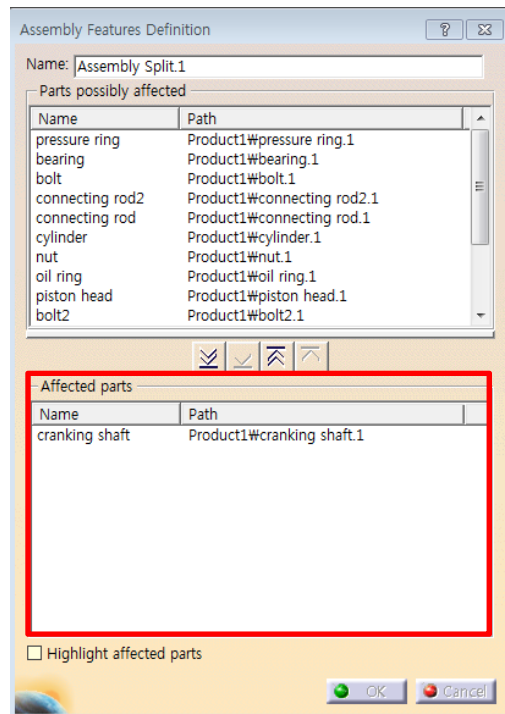 Assembly Features Definition
Name: Assembly Split.1
Parts possibly affected
Name Path
pressure ring Product1₩pressure ring.1
bearing Product1₩bearing.1
bolt Product1₩bolt.1
connecting rod2 Product1₩connecting rod2.1
connecting rod Product1₩connecting rod.1
cylinder Product1₩cylinder.1
nut Product1₩nut.1
oil ring Product1₩oil ring.1
piston head Product1₩piston head.1
bolt2 Product1₩bolt2.1
Affected parts
Name Path
cranking shaft Product1₩cranking shaft.1
Highlight affected parts
OK Cancel